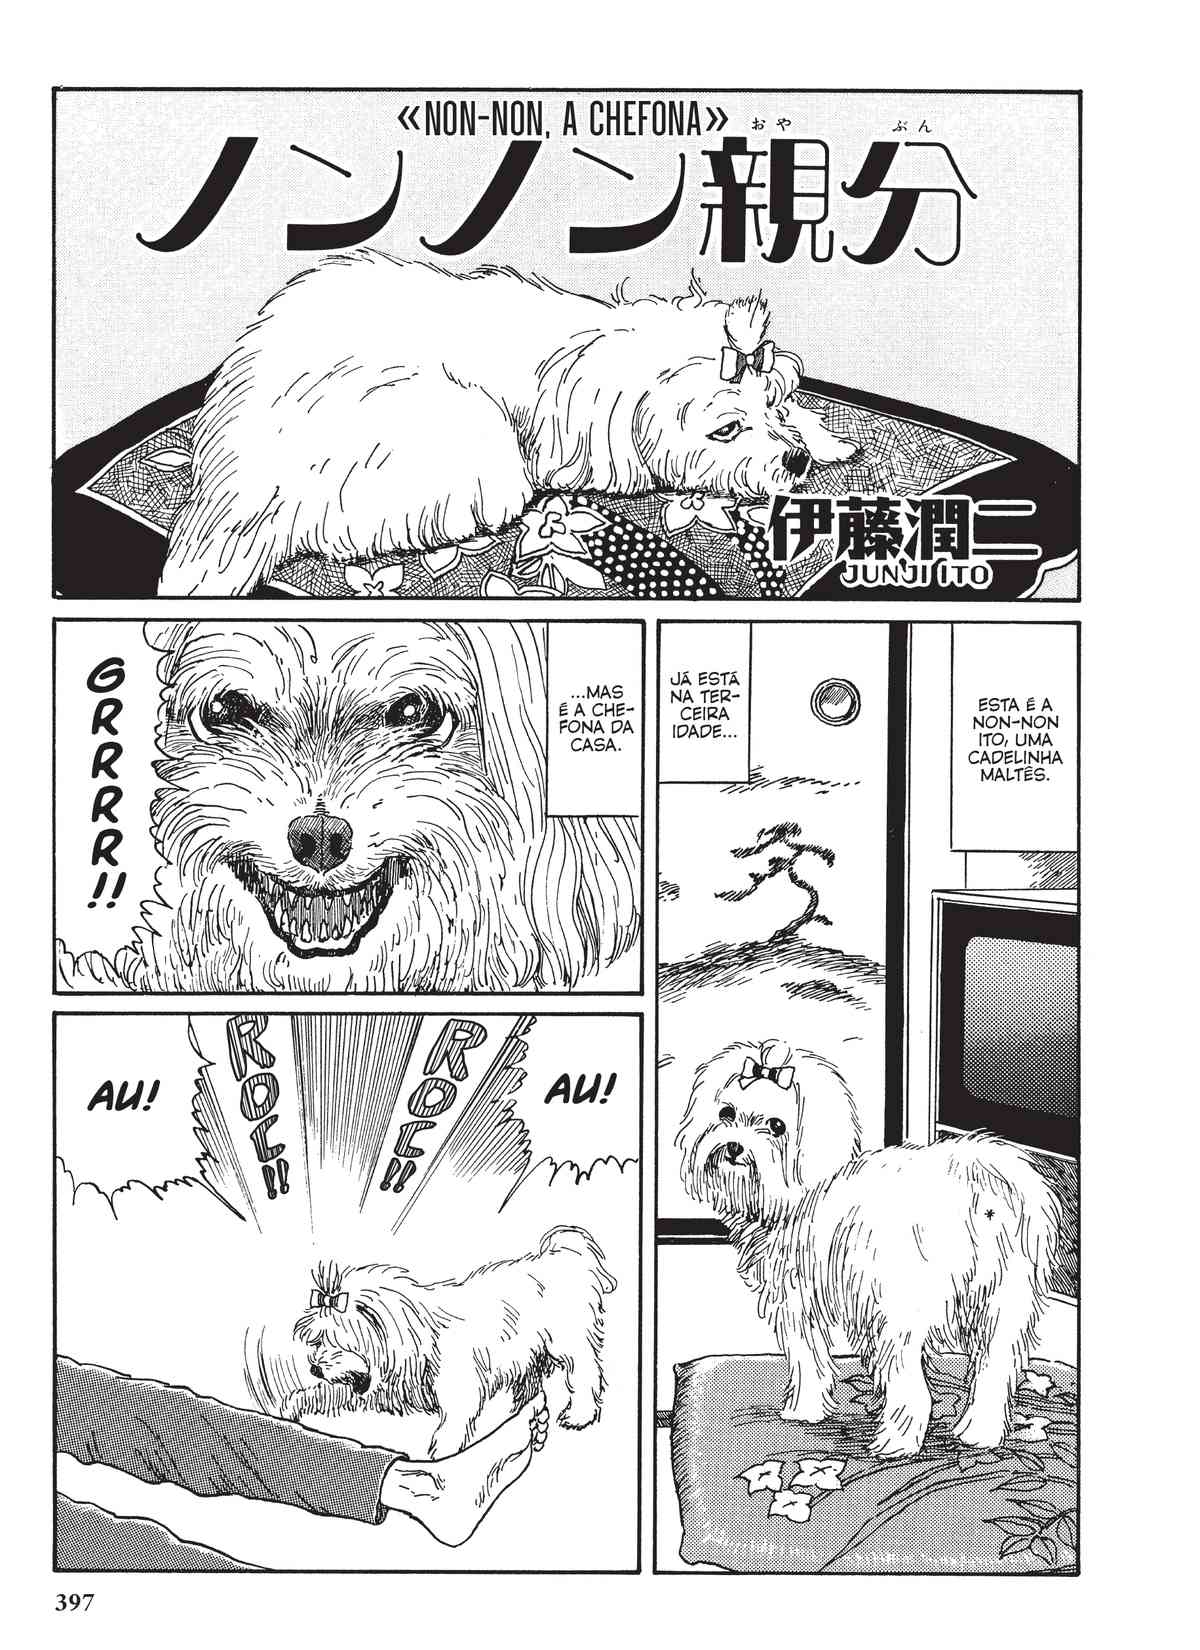 «NON-NON, A CHEFONA»
おや ぶん
ノンノン親分
伊藤潤二
JUNJI ITO
ESTA É A
NON-NON
ITO, UMA
CADELINHA
MALTÊS.
JÁ ESTÁ
NA TER-
CEIRA
IDADE...
...MAS
É A CHE-
FONA DA
CASA.
GRRRR!!
AU!
ROC!!
ROC!!
AU!
397